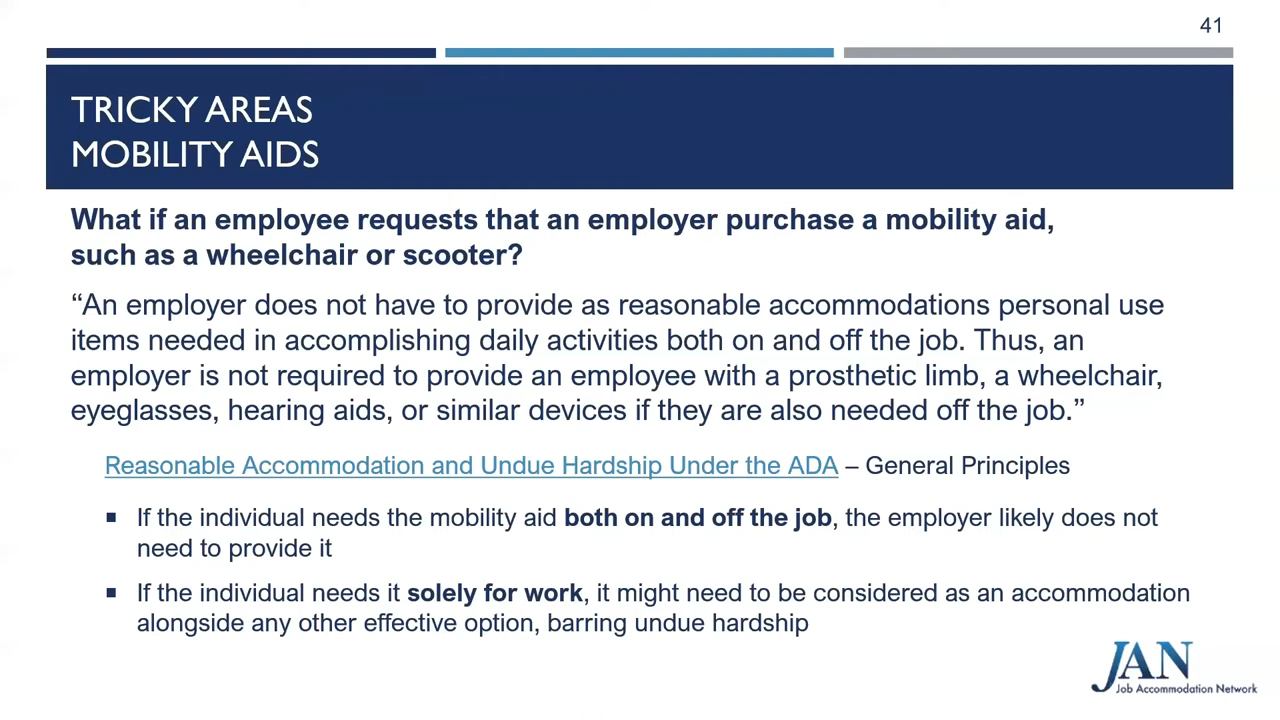 41
TRICKY AREAS
MOBILITY AIDS
What if an employee requests that an employer purchase a mobility aid,
such as a wheelchair or scooter?
“An employer does not have to provide as reasonable accommodations personal use
items needed in accomplishing daily activities both on and off the job. Thus, an
employer is not required to provide an employee with a prosthetic limb, a wheelchair,
eyeglasses, hearing aids, or similar devices if they are also needed off the job.”
Reasonable Accommodation and Undue Hardship Under the ADA – General Principles
▪ If the individual needs the mobility aid both on and off the job, the employer likely does not
need to provide it
▪ If the individual needs it solely for work, it might need to be considered as an accommodation
alongside any other effective option, barring undue hardship
JAN
Job Accommodation Network